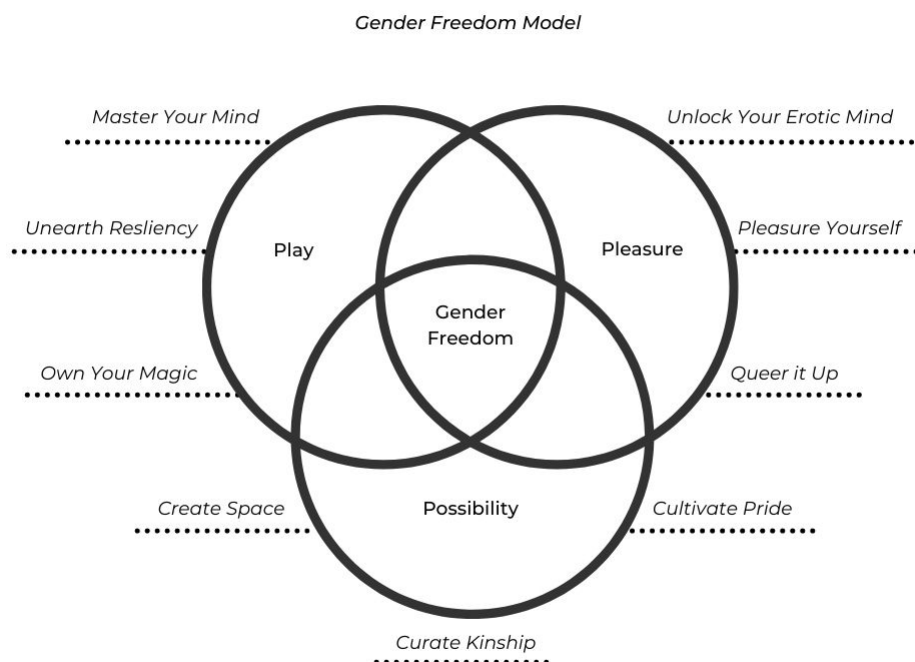 Gender Freedom Model
Master Your Mind
Unlock Your Erotic Mind
Unearth Resliency
Pleasure Yourself
Play
Pleasure
Gender
Freedom
Own Your Magic
Queer it Up
Create Space
Possibility
Cultivate Pride
Curate Kinship